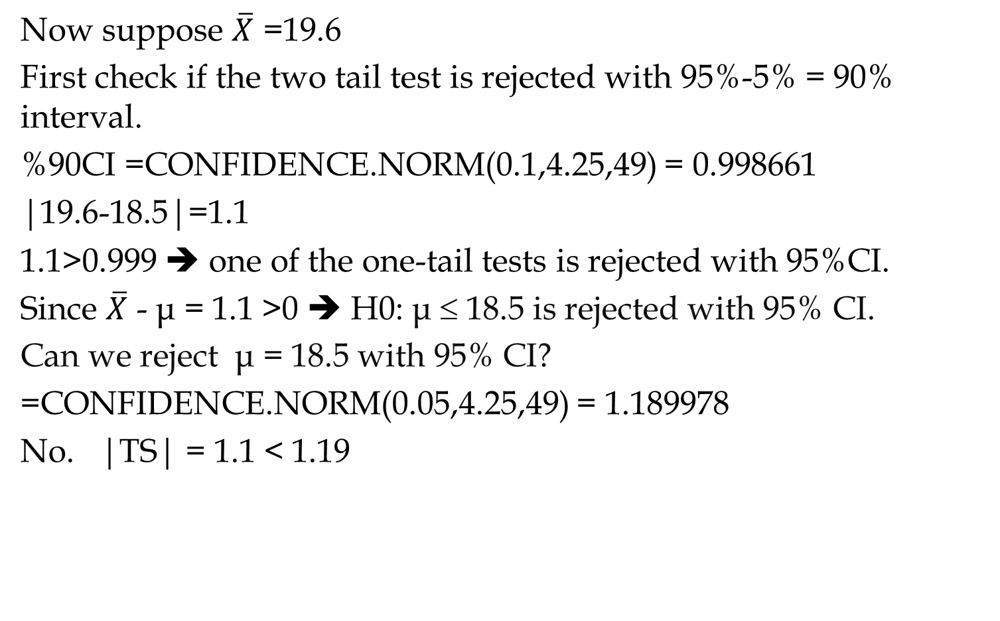 Now suppose X̄ =19.6
First check if the two tail test is rejected with 95%-5% = 90%
interval.
%90CI =CONFIDENCE.NORM(0.1,4.25,49) = 0.998661
|19.6-18.5|=1.1
1.1>0.999 🡺 one of the one-tail tests is rejected with 95%CI.
Since X̄ - µ = 1.1 >0 🡺 H0: µ ≤ 18.5 is rejected with 95% CI.
Can we reject  µ = 18.5 with 95% CI?
=CONFIDENCE.NORM(0.05,4.25,49) = 1.189978
No.   |TS| = 1.1 < 1.19